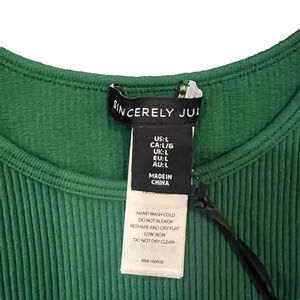 SINCERELY JUL
US:L
CA:L/G
UK:L
EU:L
AU:L
MADE IN
CHINA
HAND WASH COLD
DO NOT BLEACH
RESHAPE AND DRY FLAT
LOW IRON
DO NOT DRY CLEAN